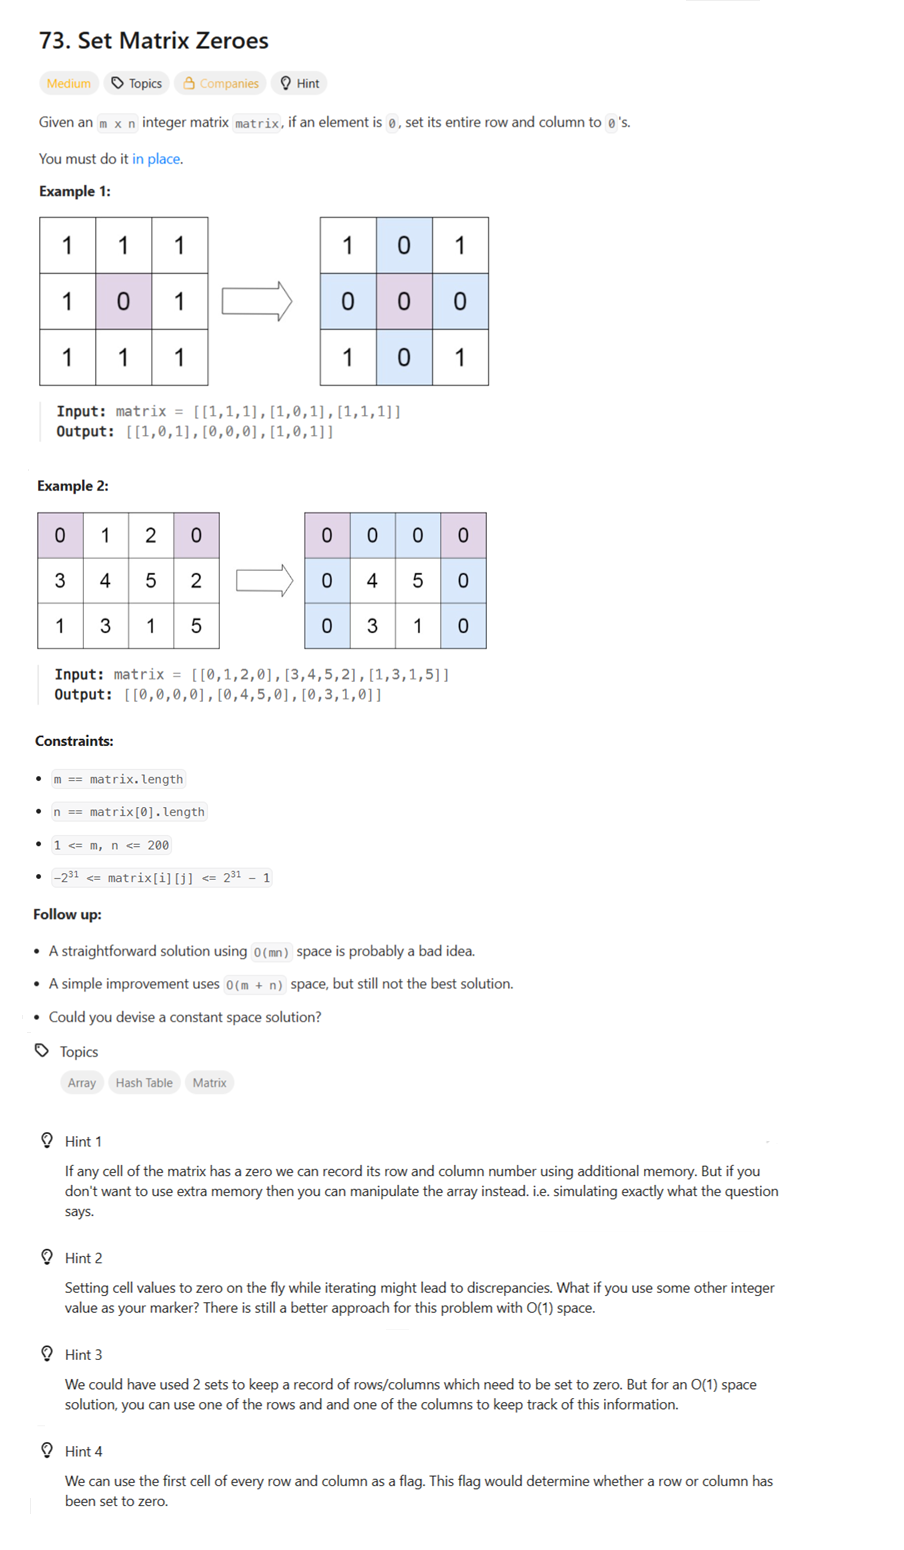 73. Set Matrix Zeroes
Medium Topics Companies Hint
Given an m x n integer matrix matrix, if an element is 0, set its entire row and column to 0's.
You must do it in place.
Example 1:
1 1 1 1 0 1
1 0 1 0 0 0
1 1 1 1 0 1
Input: matrix = [[1,1,1],[1,0,1],[1,1,1]]
Output: [[1,0,1],[0,0,0],[1,0,1]]
Example 2:
0 1 2 0 0 0 0 0
3 4 5 2 0 4 5 0
1 3 1 5 0 3 1 0
Input: matrix = [[0,1,2,0],[3,4,5,2],[1,3,1,5]]
Output: [[0,0,0,0],[0,4,5,0],[0,3,1,0]]
Constraints:
• m == matrix.length
• n == matrix[0].length
• 1 <= m, n <= 200
• -2³¹ <= matrix[i][j] <= 2³¹ - 1
Follow up:
• A straightforward solution using O(mn) space is probably a bad idea.
• A simple improvement uses O(m + n) space, but still not the best solution.
• Could you devise a constant space solution?
Topics
Array Hash Table Matrix
Hint 1
If any cell of the matrix has a zero we can record its row and column number using additional memory. But if you
don't want to use extra memory then you can manipulate the array instead. i.e. simulating exactly what the question
says.
Hint 2
Setting cell values to zero on the fly while iterating might lead to discrepancies. What if you use some other integer
value as your marker? There is still a better approach for this problem with O(1) space.
Hint 3
We could have used 2 sets to keep a record of rows/columns which need to be set to zero. But for an O(1) space
solution, you can use one of the rows and and one of the columns to keep track of this information.
Hint 4
We can use the first cell of every row and column as a flag. This flag would determine whether a row or column has
been set to zero.